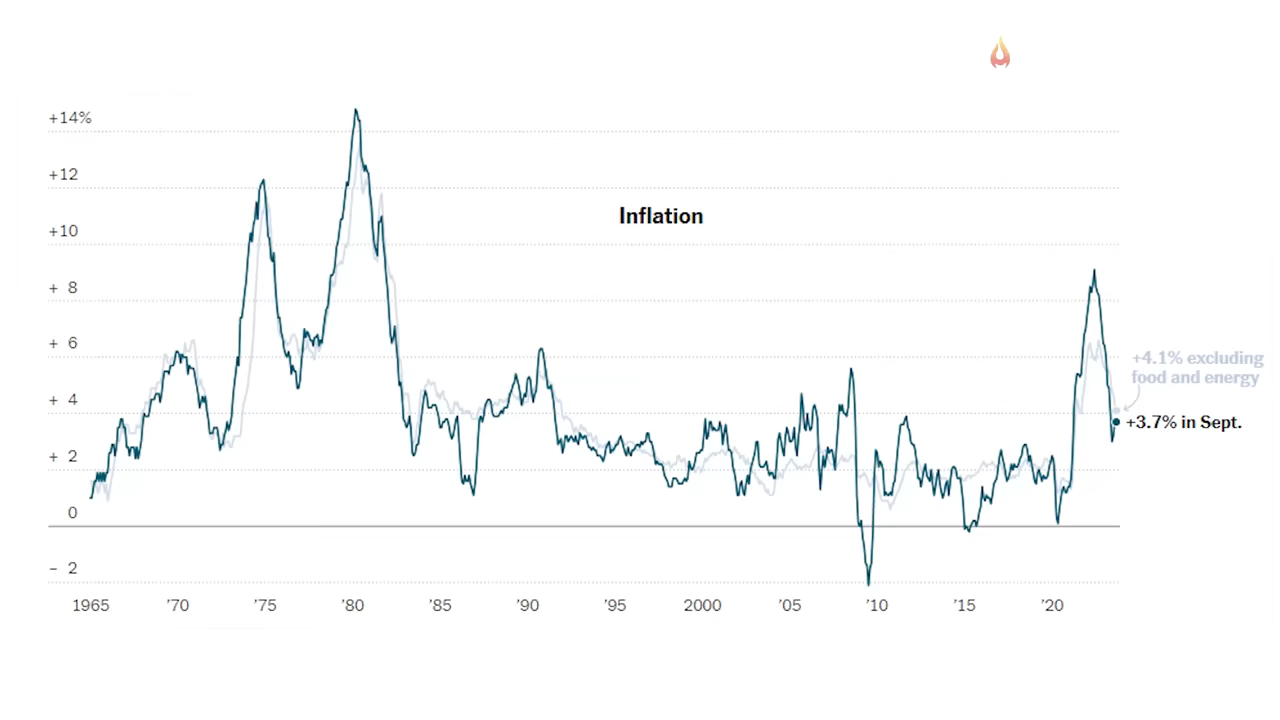 +14%
+12
+10
+ 8
+ 6
+ 4
+ 2
0
– 2
Inflation
+4.1% excluding
food and energy
+3.7% in Sept.
1965 ’70 ’75 ’80 ’85 ’90 ’95 2000 ’05 ’10 ’15 ’20